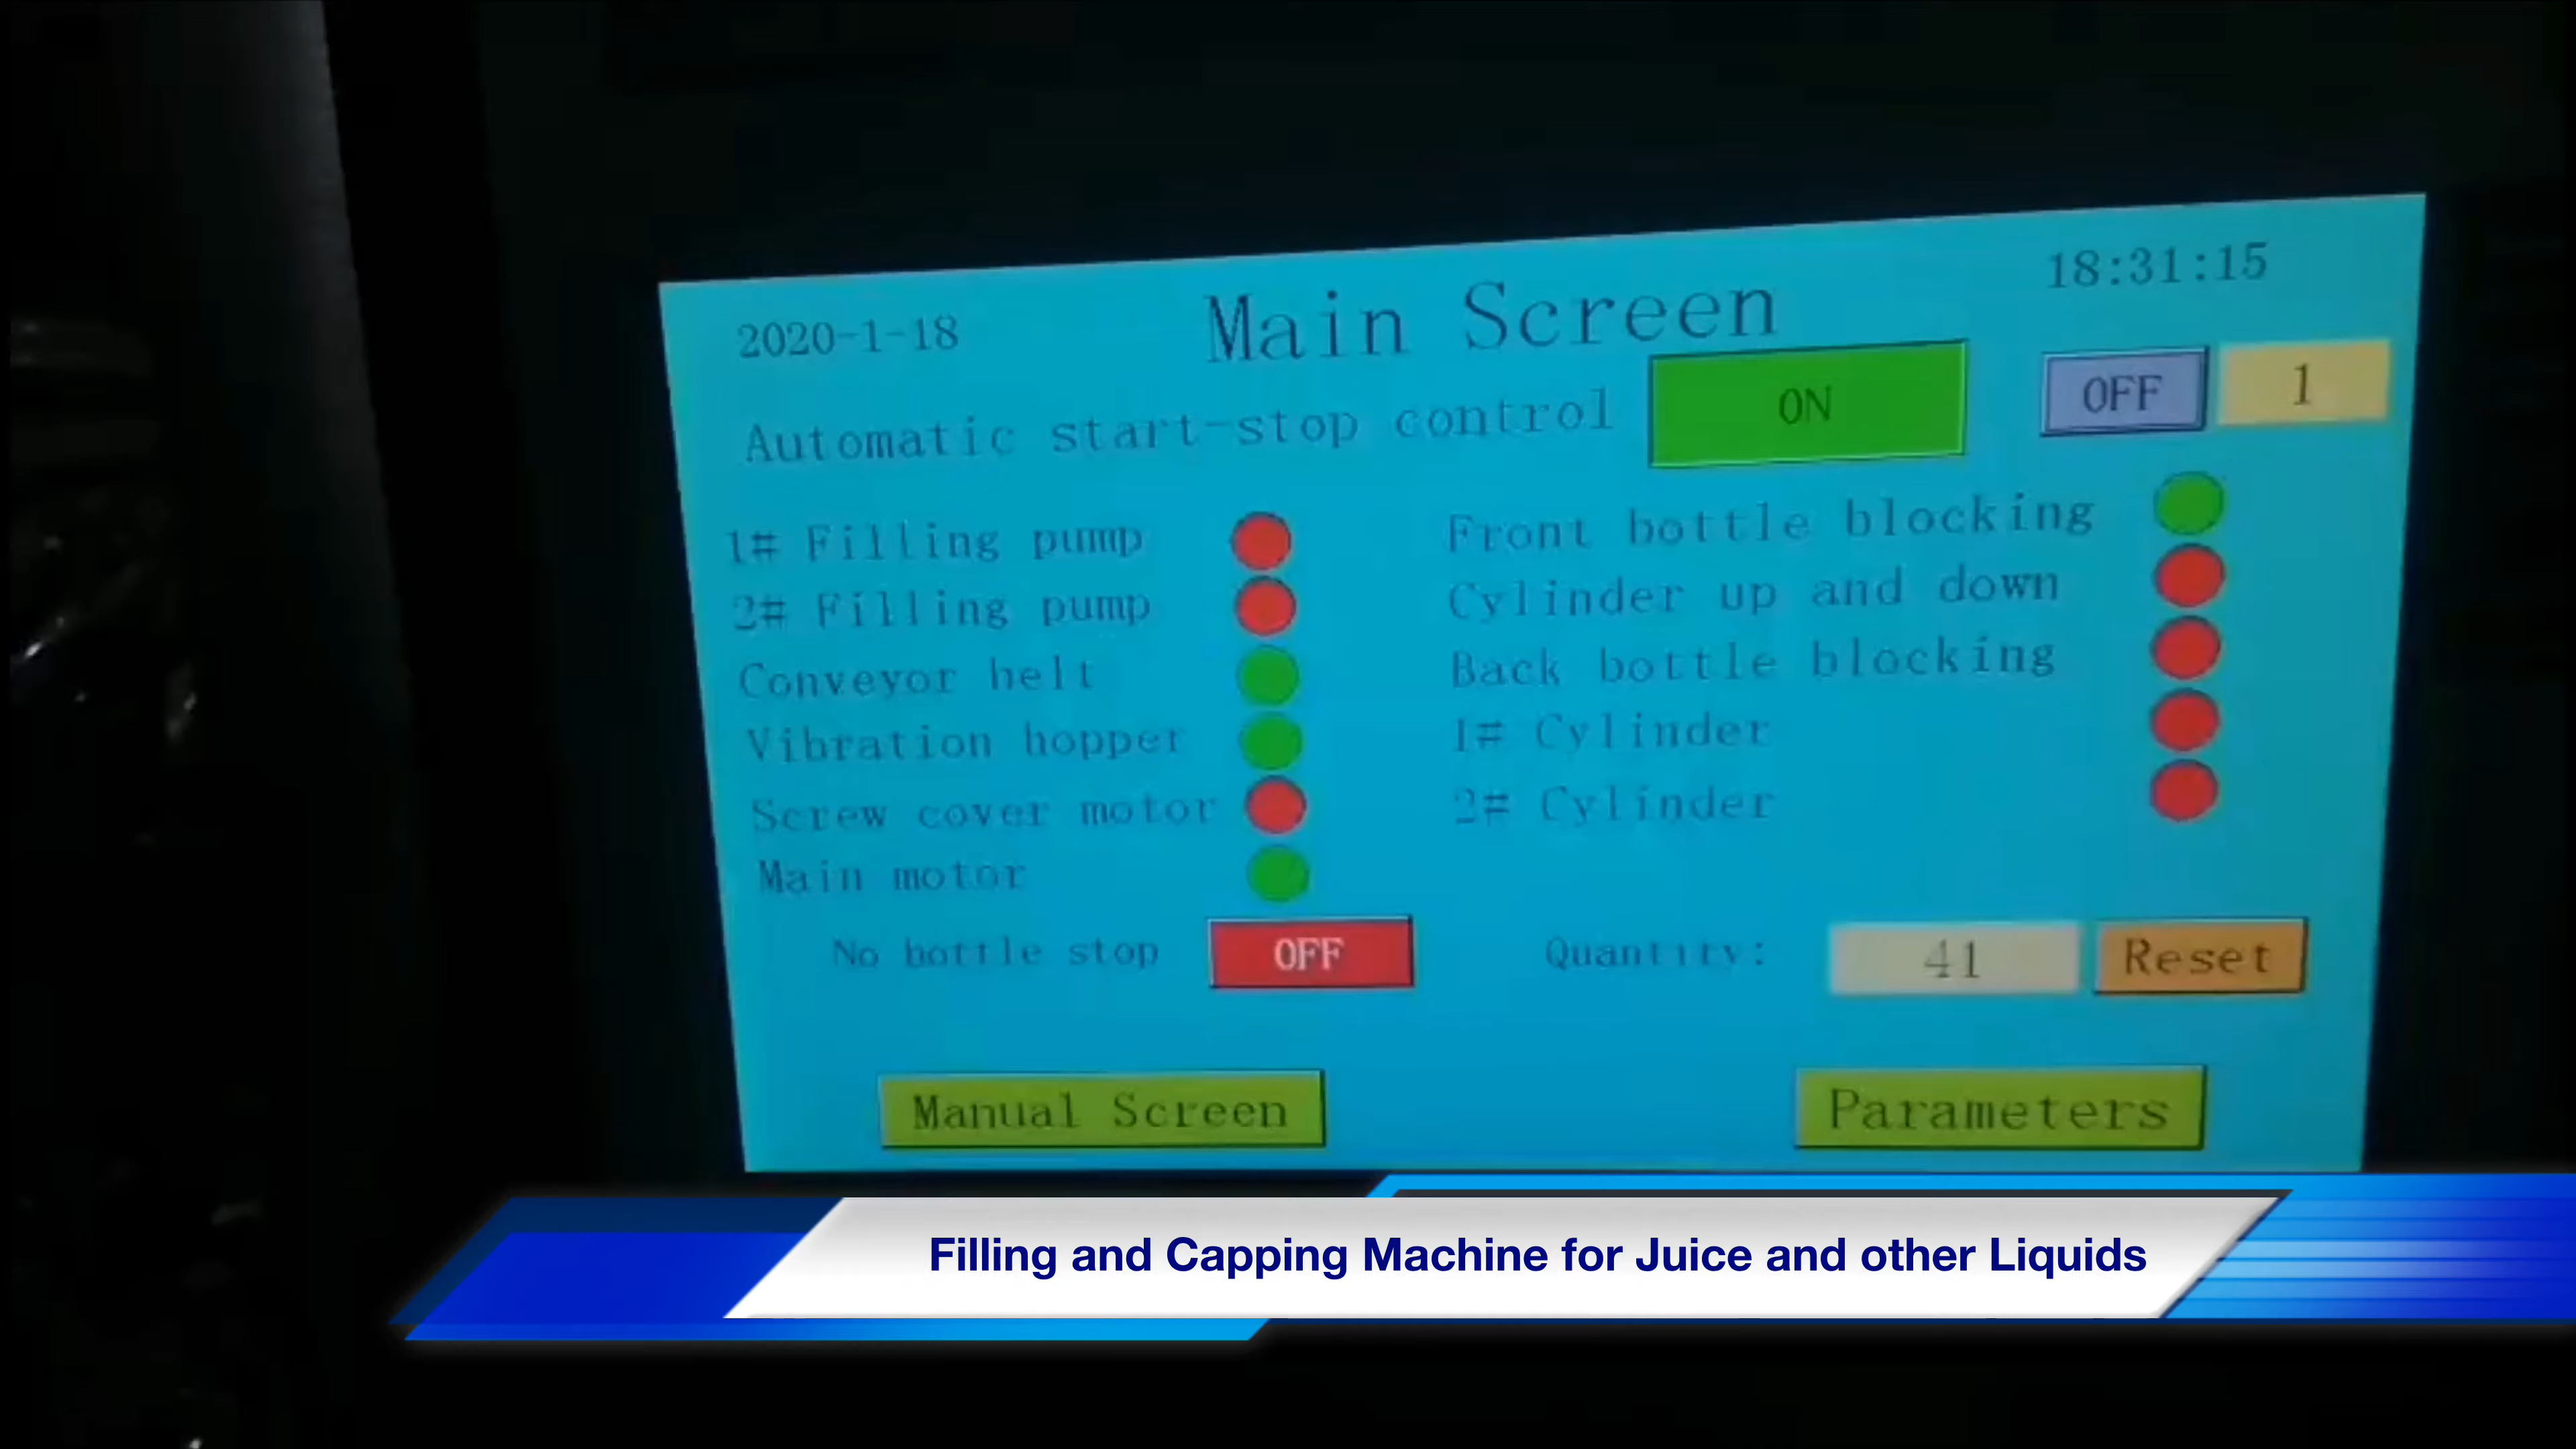 2020-1-18 Main Screen 18:31:15
Automatic start-stop control ON OFF 1
1# Filling pump Front bottle blocking
2# Filling pump Cylinder up and down
Conveyor belt Back bottle blocking
Vibration hopper 1# Cylinder
Screw cover motor 2# Cylinder
Main motor
No bottle stop OFF Quantity: 41 Reset
Manual Screen Parameters
Filling and Capping Machine for Juice and other Liquids